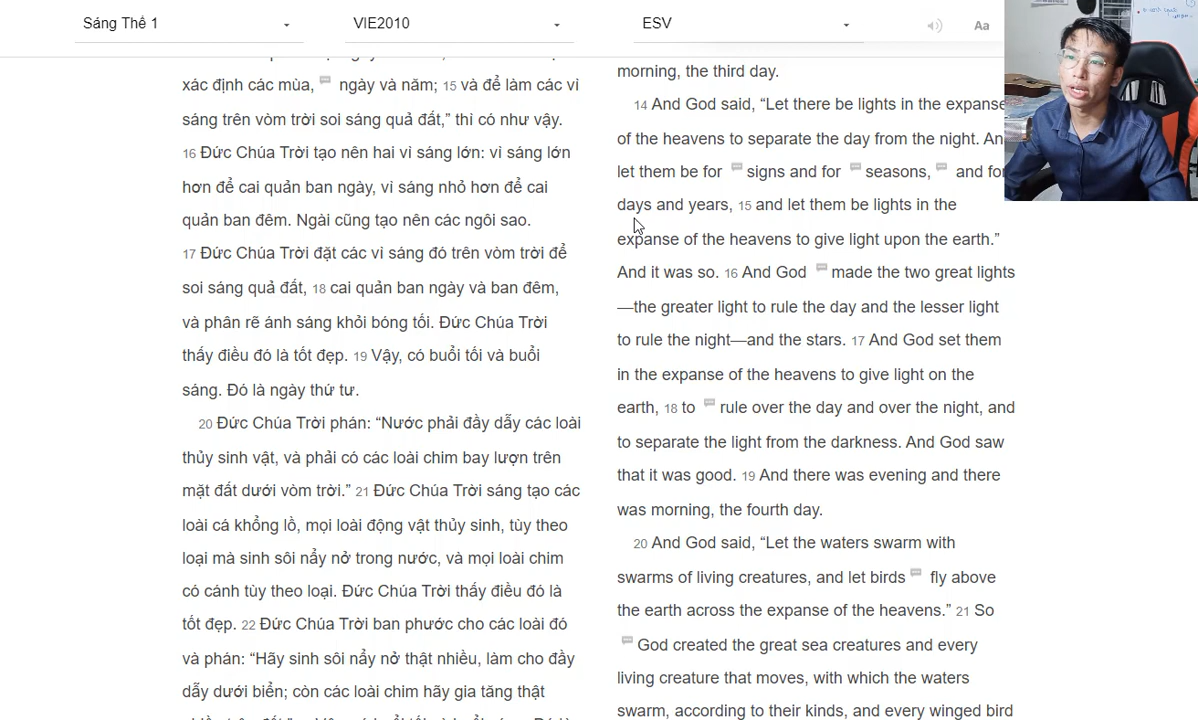 Sáng Thế 1
VIE2010
ESV
Aa
xác định các mùa, ngày và năm; 15 và để làm các vì
sáng trên vòm trời soi sáng quả đất,” thì có như vậy.
16 Đức Chúa Trời tạo nên hai vì sáng lớn: vì sáng lớn
hơn để cai quản ban ngày, vì sáng nhỏ hơn để cai
quản ban đêm. Ngài cũng tạo nên các ngôi sao.
17 Đức Chúa Trời đặt các vì sáng đó trên vòm trời để
soi sáng quả đất, 18 cai quản ban ngày và ban đêm,
và phân rẽ ánh sáng khỏi bóng tối. Đức Chúa Trời
thấy điều đó là tốt đẹp. 19 Vậy, có buổi tối và buổi
sáng. Đó là ngày thứ tư.
20 Đức Chúa Trời phán: “Nước phải đầy dẫy các loài
thủy sinh vật, và phải có các loài chim bay lượn trên
mặt đất dưới vòm trời.” 21 Đức Chúa Trời sáng tạo các
loài cá khổng lồ, mọi loài động vật thủy sinh, tùy theo
loại mà sinh sôi nẩy nở trong nước, và mọi loài chim
có cánh tùy theo loại. Đức Chúa Trời thấy điều đó là
tốt đẹp. 22 Đức Chúa Trời ban phước cho các loài đó
và phán: “Hãy sinh sôi nẩy nở thật nhiều, làm cho đầy
dẫy dưới biển; còn các loài chim hãy gia tăng thật
morning, the third day.
14 And God said, “Let there be lights in the expanse
of the heavens to separate the day from the night. An
let them be for signs and for seasons, and for
days and years, 15 and let them be lights in the
expanse of the heavens to give light upon the earth.”
And it was so. 16 And God made the two great lights
—the greater light to rule the day and the lesser light
to rule the night—and the stars. 17 And God set them
in the expanse of the heavens to give light on the
earth, 18 to rule over the day and over the night, and
to separate the light from the darkness. And God saw
that it was good. 19 And there was evening and there
was morning, the fourth day.
20 And God said, “Let the waters swarm with
swarms of living creatures, and let birds fly above
the earth across the expanse of the heavens.” 21 So
God created the great sea creatures and every
living creature that moves, with which the waters
swarm, according to their kinds, and every winged bird